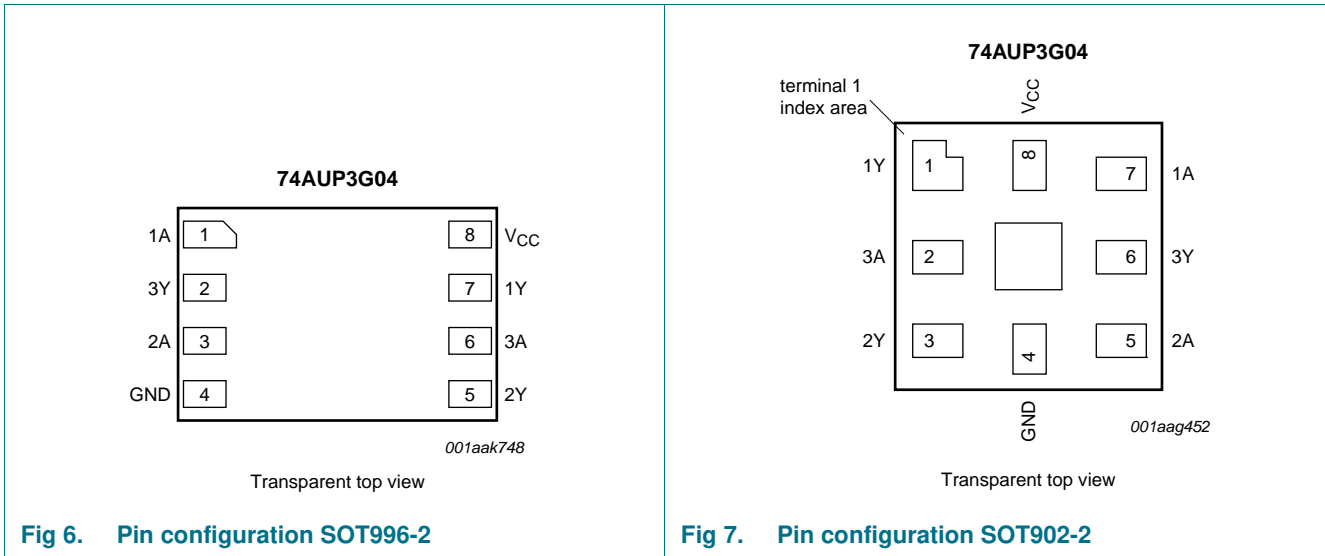 74AUP3G04
1A 1 8 VCC
3Y 2 7 1Y
2A 3 6 3A
GND 4 5 2Y
001aak748
Transparent top view
Fig 6. Pin configuration SOT996-2
74AUP3G04
terminal 1
index area
VCC
1Y 1 8 7 1A
3A 2 6 3Y
2Y 3 4 5 2A
GND
001aag452
Transparent top view
Fig 7. Pin configuration SOT902-2